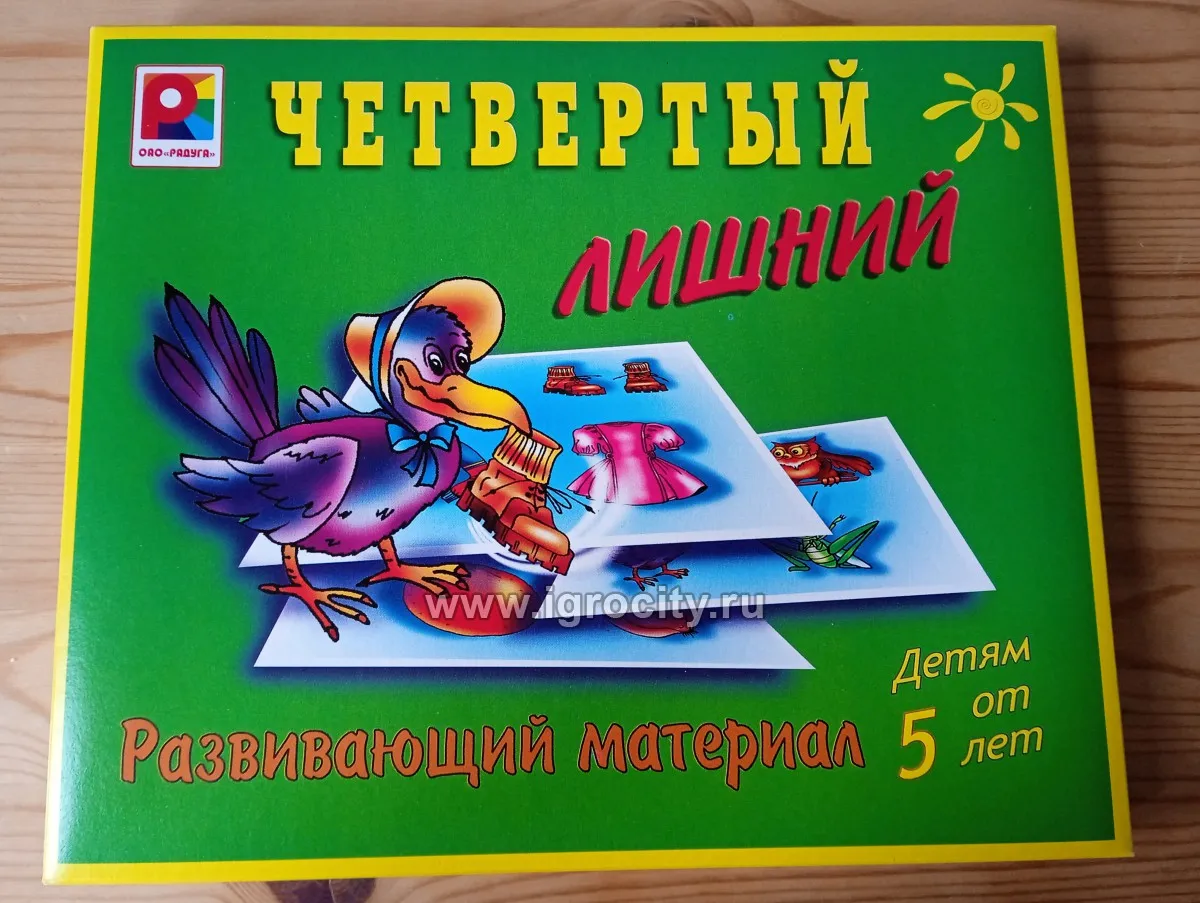 ОАО «РАДУГА»
ЧЕТВЕРТЫЙ
ЛИШНИЙ
www.igrocity.ru
Развивающий материал
Детям
от
5 лет